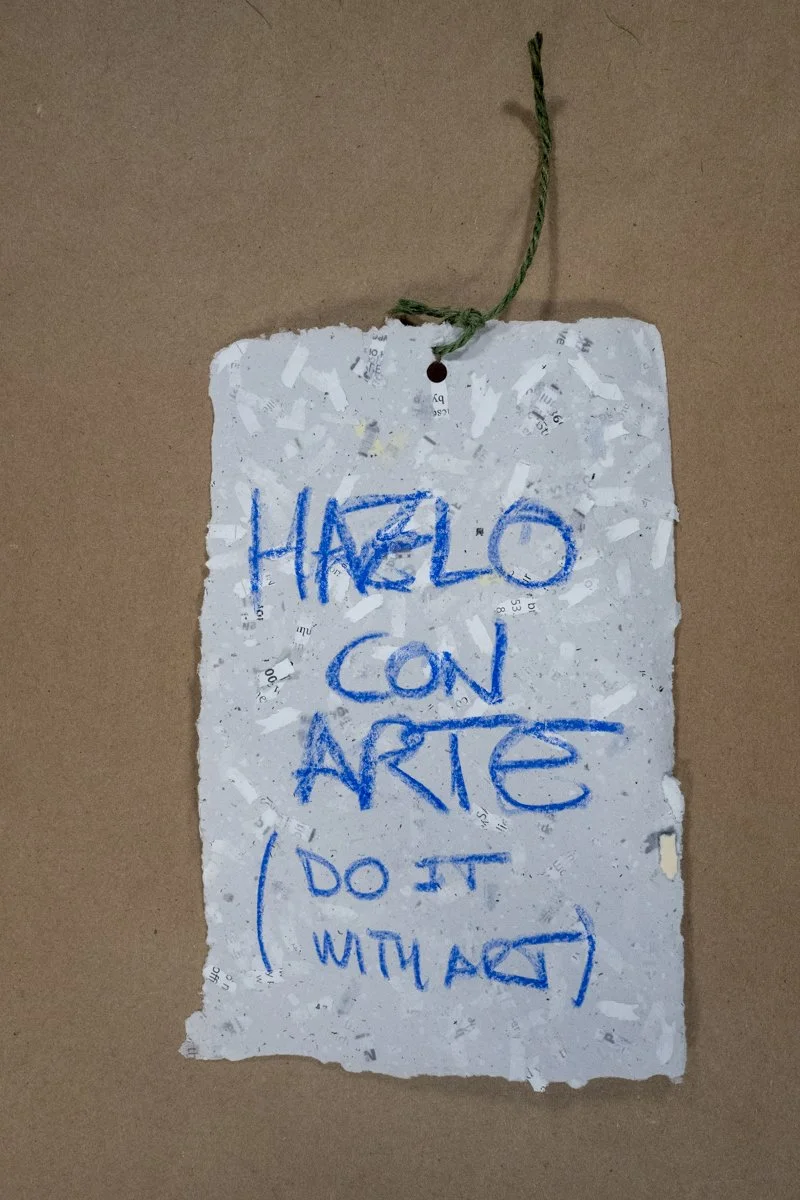 HAZLO
CON
ARTE
(DO IT
WITH ART)